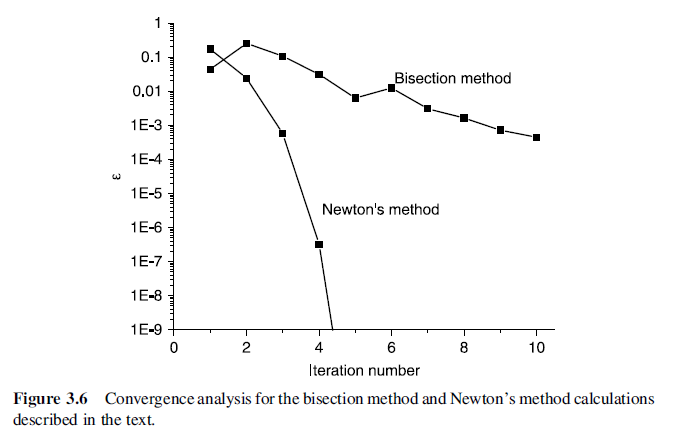 1
0.1
0.01
1E-3
1E-4
1E-5
1E-6
1E-7
1E-8
1E-9
ε
Bisection method
Newton's method
0 2 4 6 8 10
Iteration number
Figure 3.6 Convergence analysis for the bisection method and Newton’s method calculations
described in the text.